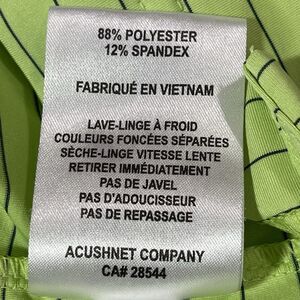 88% POLYESTER
12% SPANDEX
FABRIQUÉ EN VIETNAM
LAVE-LINGE À FROID
COULEURS FONCÉES SÉPARÉES
SÈCHE-LINGE VITESSE LENTE
RETIRER IMMÉDIATEMENT
PAS DE JAVEL
PAS D'ADOUCISSEUR
PAS DE REPASSAGE
ACUSHNET COMPANY
CA# 28544